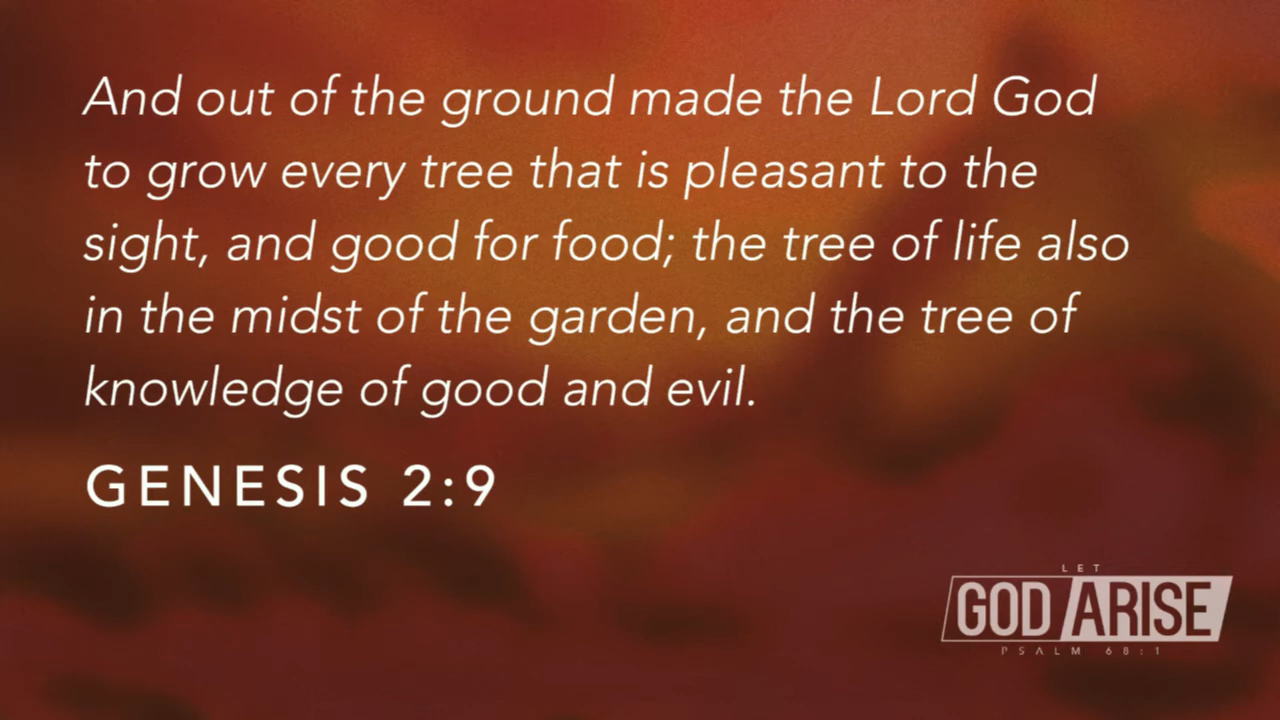 And out of the ground made the Lord God
to grow every tree that is pleasant to the
sight, and good for food; the tree of life also
in the midst of the garden, and the tree of
knowledge of good and evil.
GENESIS 2:9
LET
GOD ARISE
PSALM 68:1